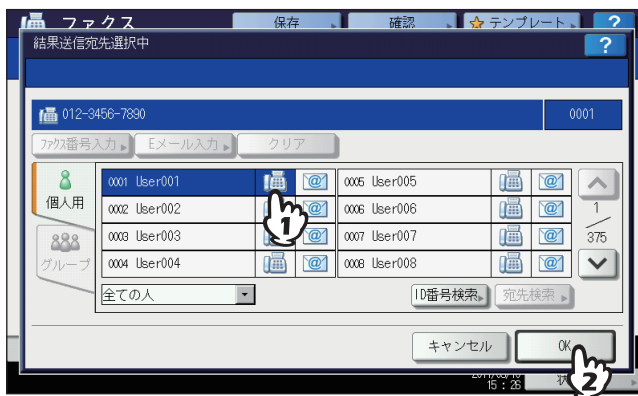 ファクス 保存 確認 テンプレート ?
結果送信宛先選択中 ?
012-3456-7890 0001
ファクス番号入力 Eメール入力 クリア
個人用
グループ
0001 User001 0005 User005
0002 User002 0006 User006
0003 User003 0007 User007
0004 User004 0008 User008
1
375
全ての人 ID番号検索 宛先検索
キャンセル OK
1
2
15:26